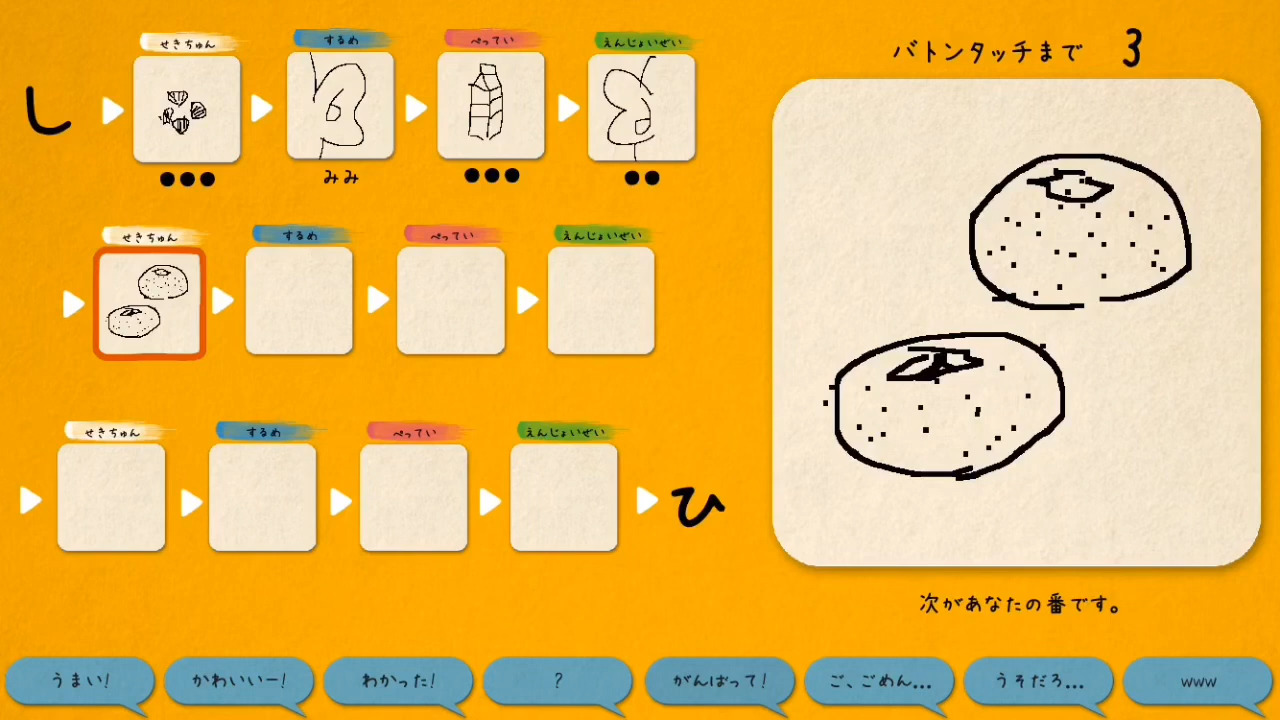 バトンタッチまで 3
せきちゅん するめ ぺってい えんじょいぜい
し
●●● みみ ●●● ●●
せきちゅん するめ ぺってい えんじょいぜい
せきちゅん するめ ぺってい えんじょいぜい
ひ
次があなたの番です。
うまい! かわいいー! わかった! ? がんばって! ご、ごめん... うそだろ... www